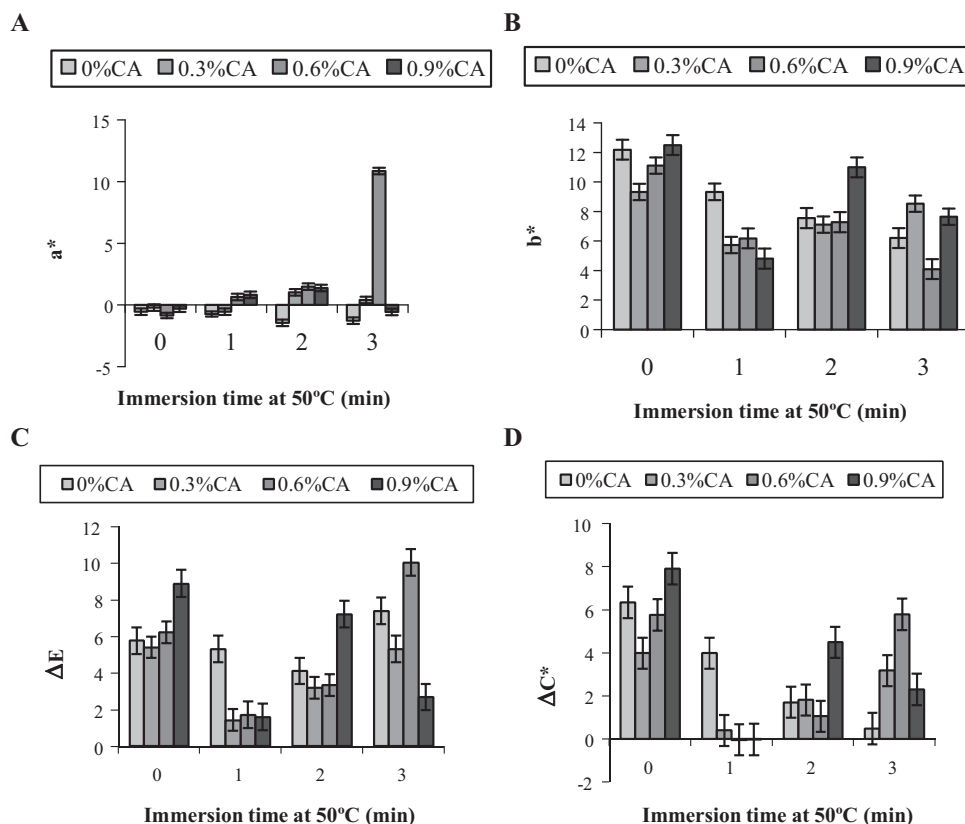 A
0%CA 0.3%CA 0.6%CA 0.9%CA
15
10
5
0
-5
a*
0 1 2 3
Immersion time at 50ºC (min)
B
0%CA 0.3%CA 0.6%CA 0.9%CA
14
12
10
8
6
4
2
0
b*
0 1 2 3
Immersion time at 50ºC (min)
C
0%CA 0.3%CA 0.6%CA 0.9%CA
12
10
8
6
4
2
0
ΔE
0 1 2 3
Immersion time at 50ºC (min)
D
0%CA 0.3%CA 0.6%CA 0.9%CA
10
8
6
4
2
0
-2
ΔC*
0 1 2 3
Immersion time at 50ºC (min)